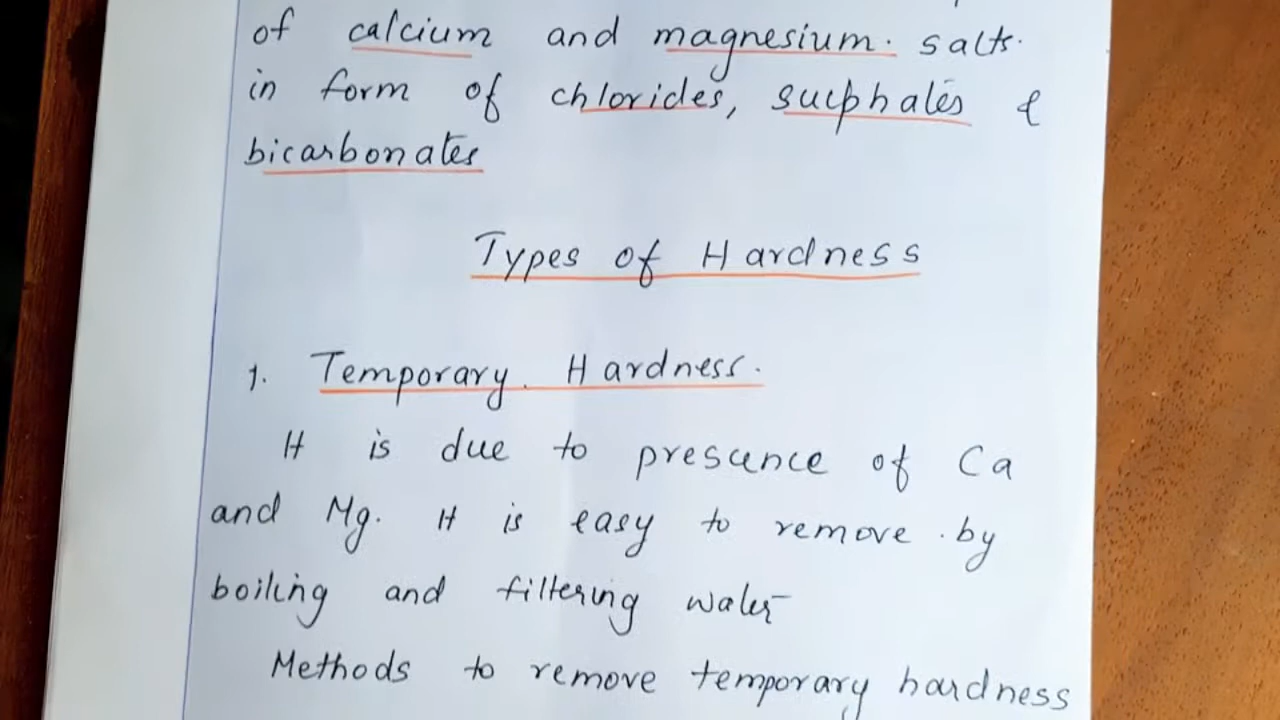 of calcium and magnesium. salts.
in form of chlorides, sulphates &
bicarbonates
Types of Hardness
1. Temporary. Hardness.
It is due to presence of Ca
and Mg. It is easy to remove .by
boiling and filtering water
Methods to remove temporary hardness